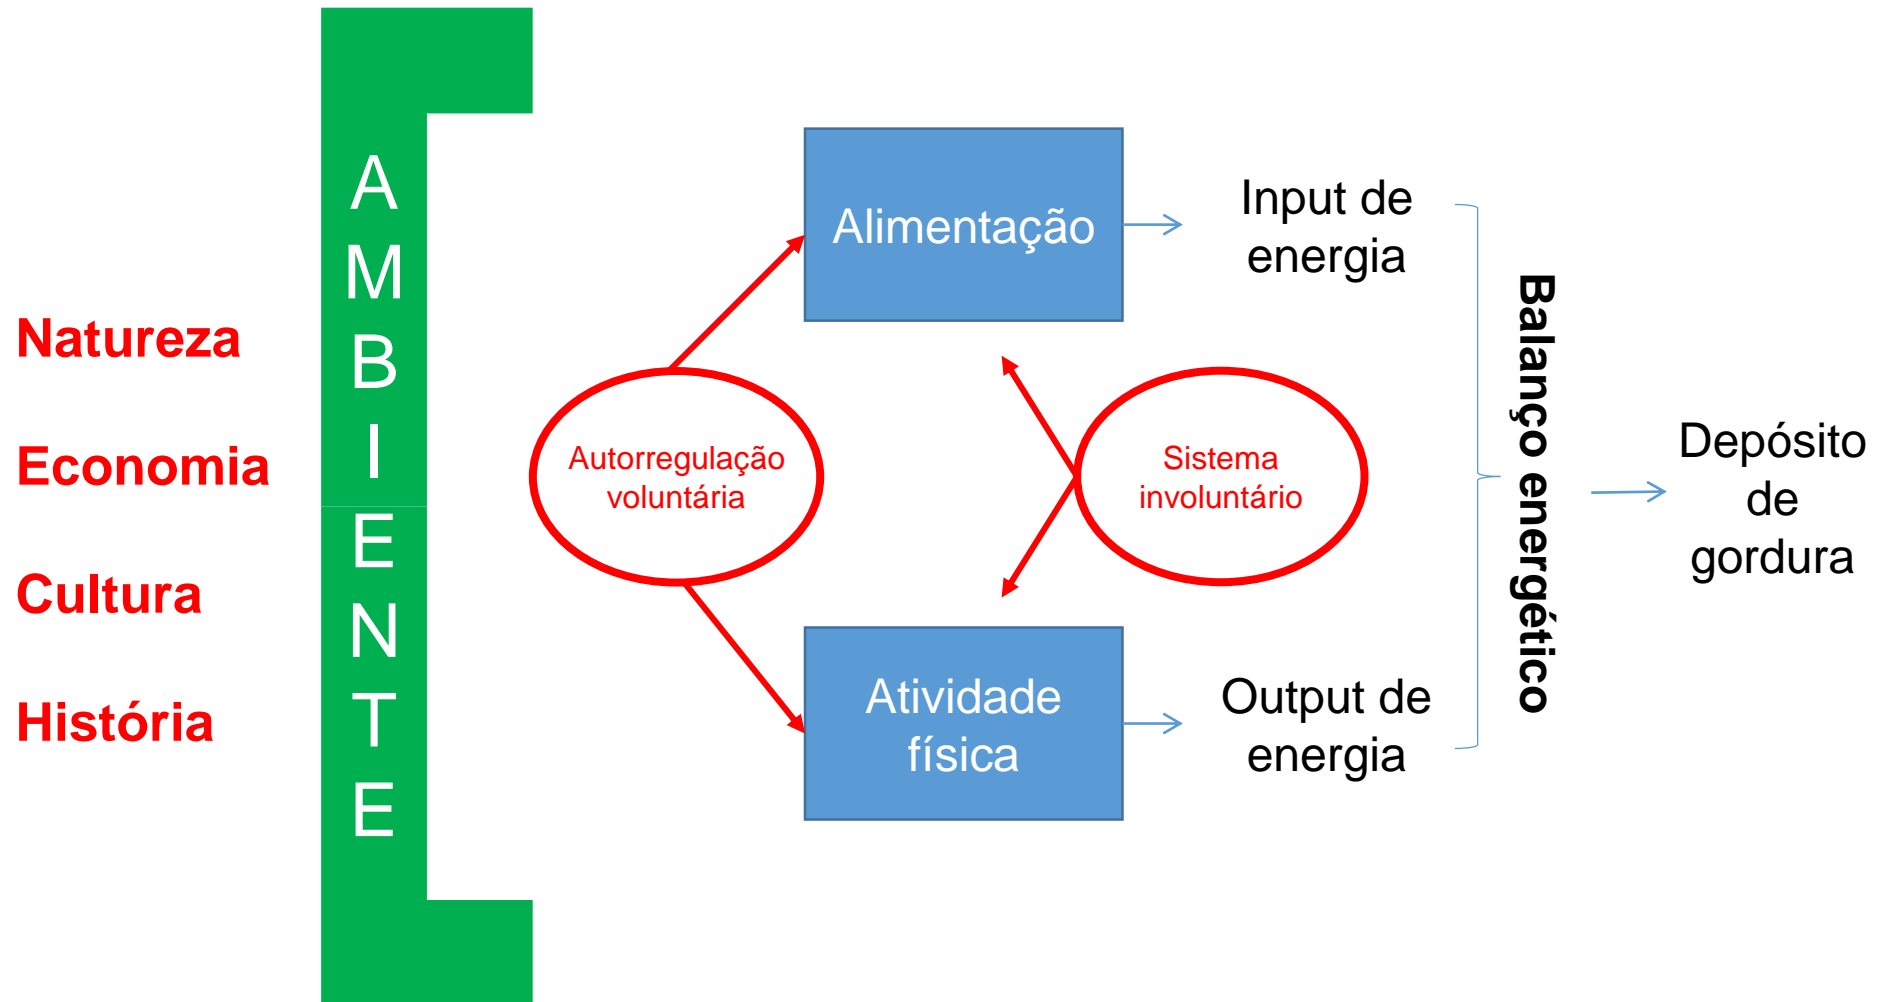 Natureza
Economia
Cultura
História
AMBIENTE
Alimentação
Input de
energia
Autorregulação
voluntária
Sistema
involuntário
Atividade
física
Output de
energia
Balanço energético
Depósito
de
gordura